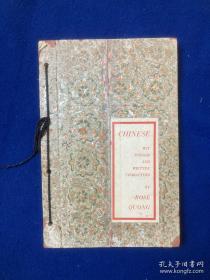 CHINESE
WIT
WISDOM
AND
WRITTEN
CHARACTERS
BY
ROSE
QUONG
孔夫子旧书网